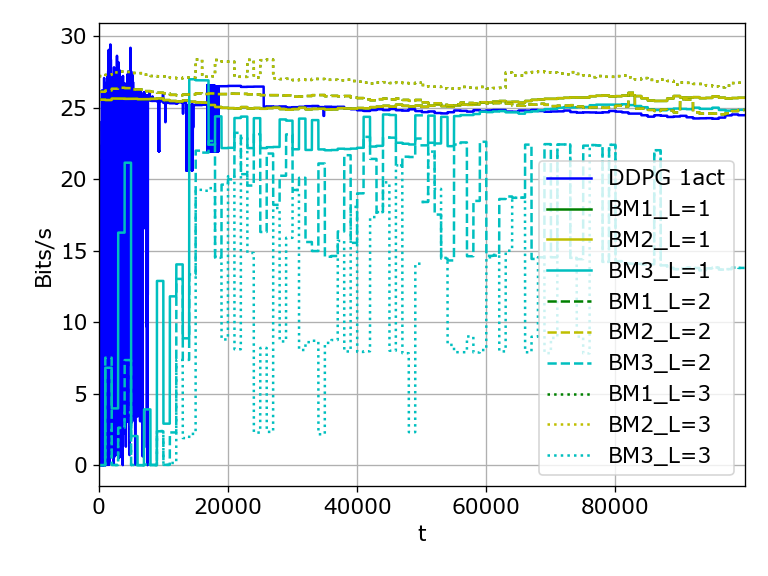 30
25
20
15
10
5
0
Bits/s
0
20000
40000
60000
80000
t
DDPG 1act
BM1_L=1
BM2_L=1
BM3_L=1
BM1_L=2
BM2_L=2
BM3_L=2
BM1_L=3
BM2_L=3
BM3_L=3